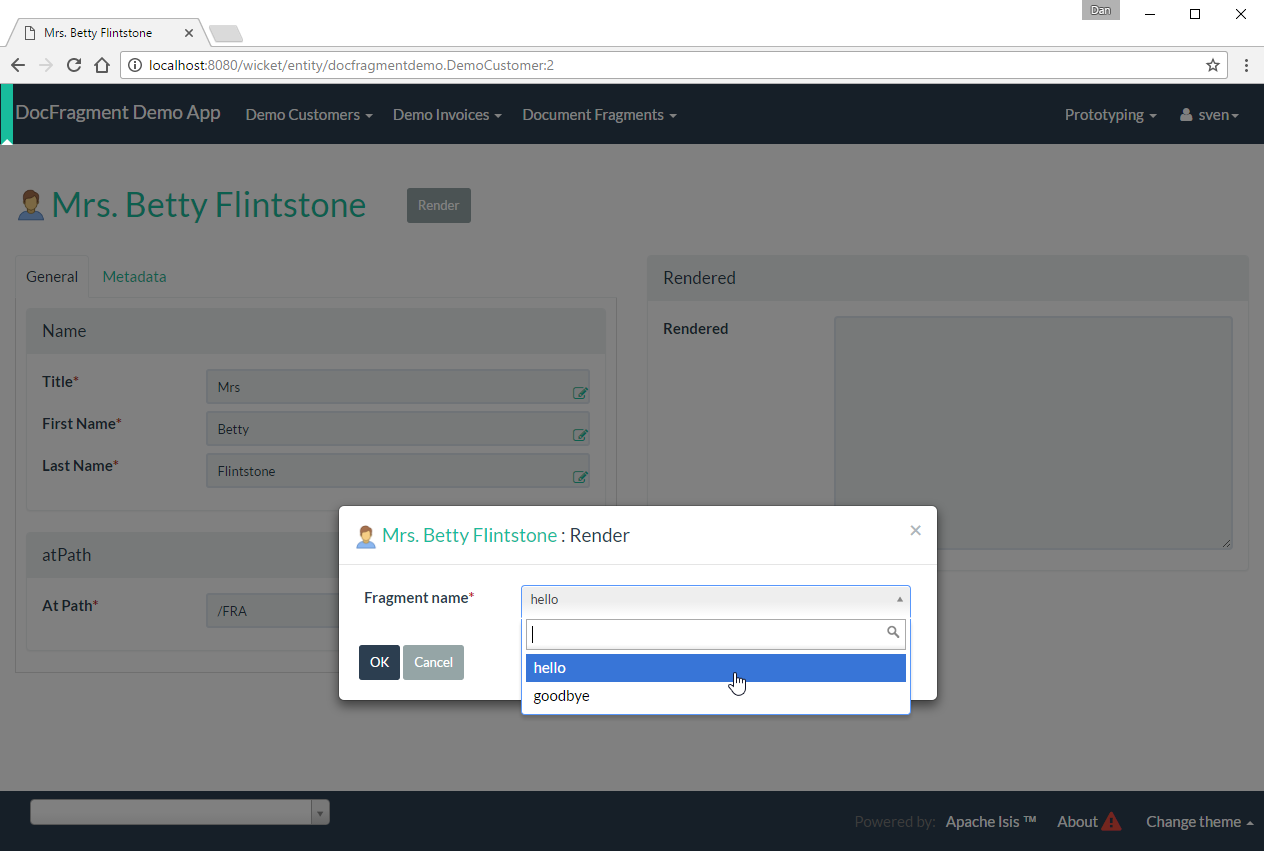 Dan
Mrs. Betty Flintstone
localhost:8080/wicket/entity/docfragmentdemo.DemoCustomer:2
DocFragment Demo App Demo Customers Demo Invoices Document Fragments Prototyping sven
Mrs. Betty Flintstone Render
General Metadata
Name
Title* Mrs
First Name* Betty
Last Name* Flintstone
atPath
At Path* /FRA
Rendered
Rendered
Mrs. Betty Flintstone : Render ×
Fragment name* hello
hello
goodbye
OK Cancel
Powered by: Apache Isis ™ About Change theme